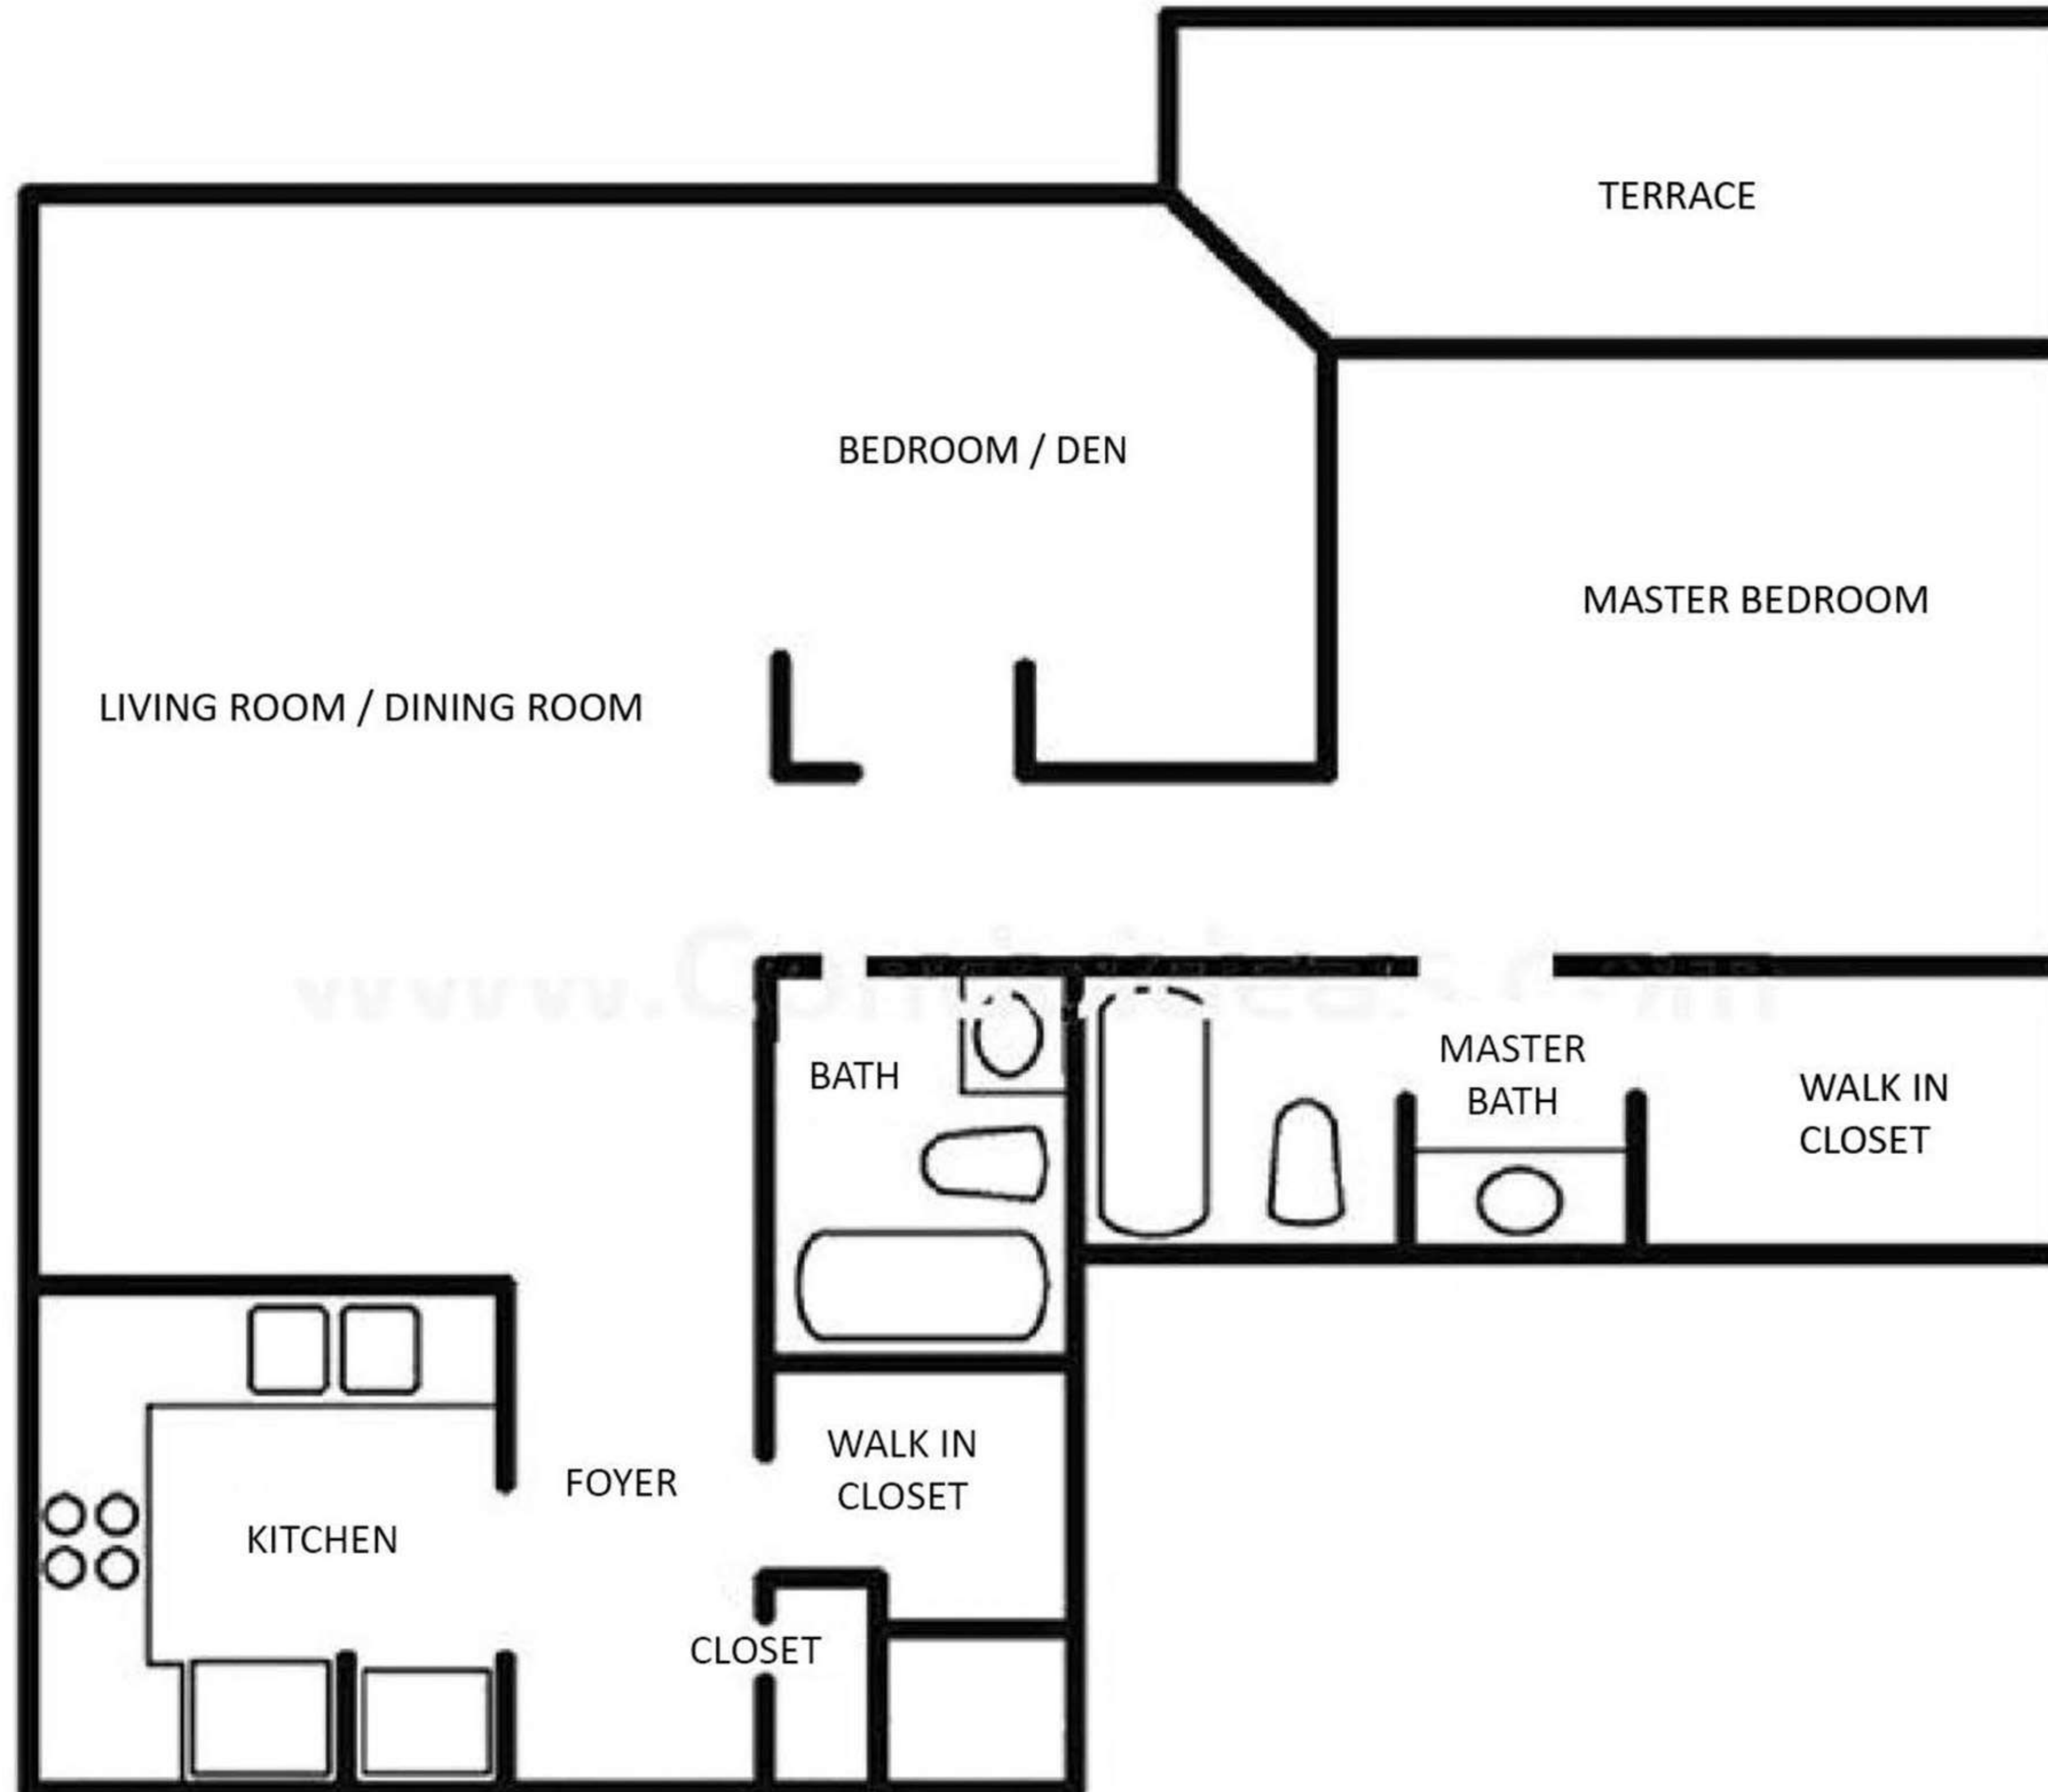 TERRACE
BEDROOM / DEN
MASTER BEDROOM
LIVING ROOM / DINING ROOM
MASTER
BATH
BATH
WALK IN
CLOSET
WALK IN
CLOSET
FOYER
KITCHEN
CLOSET